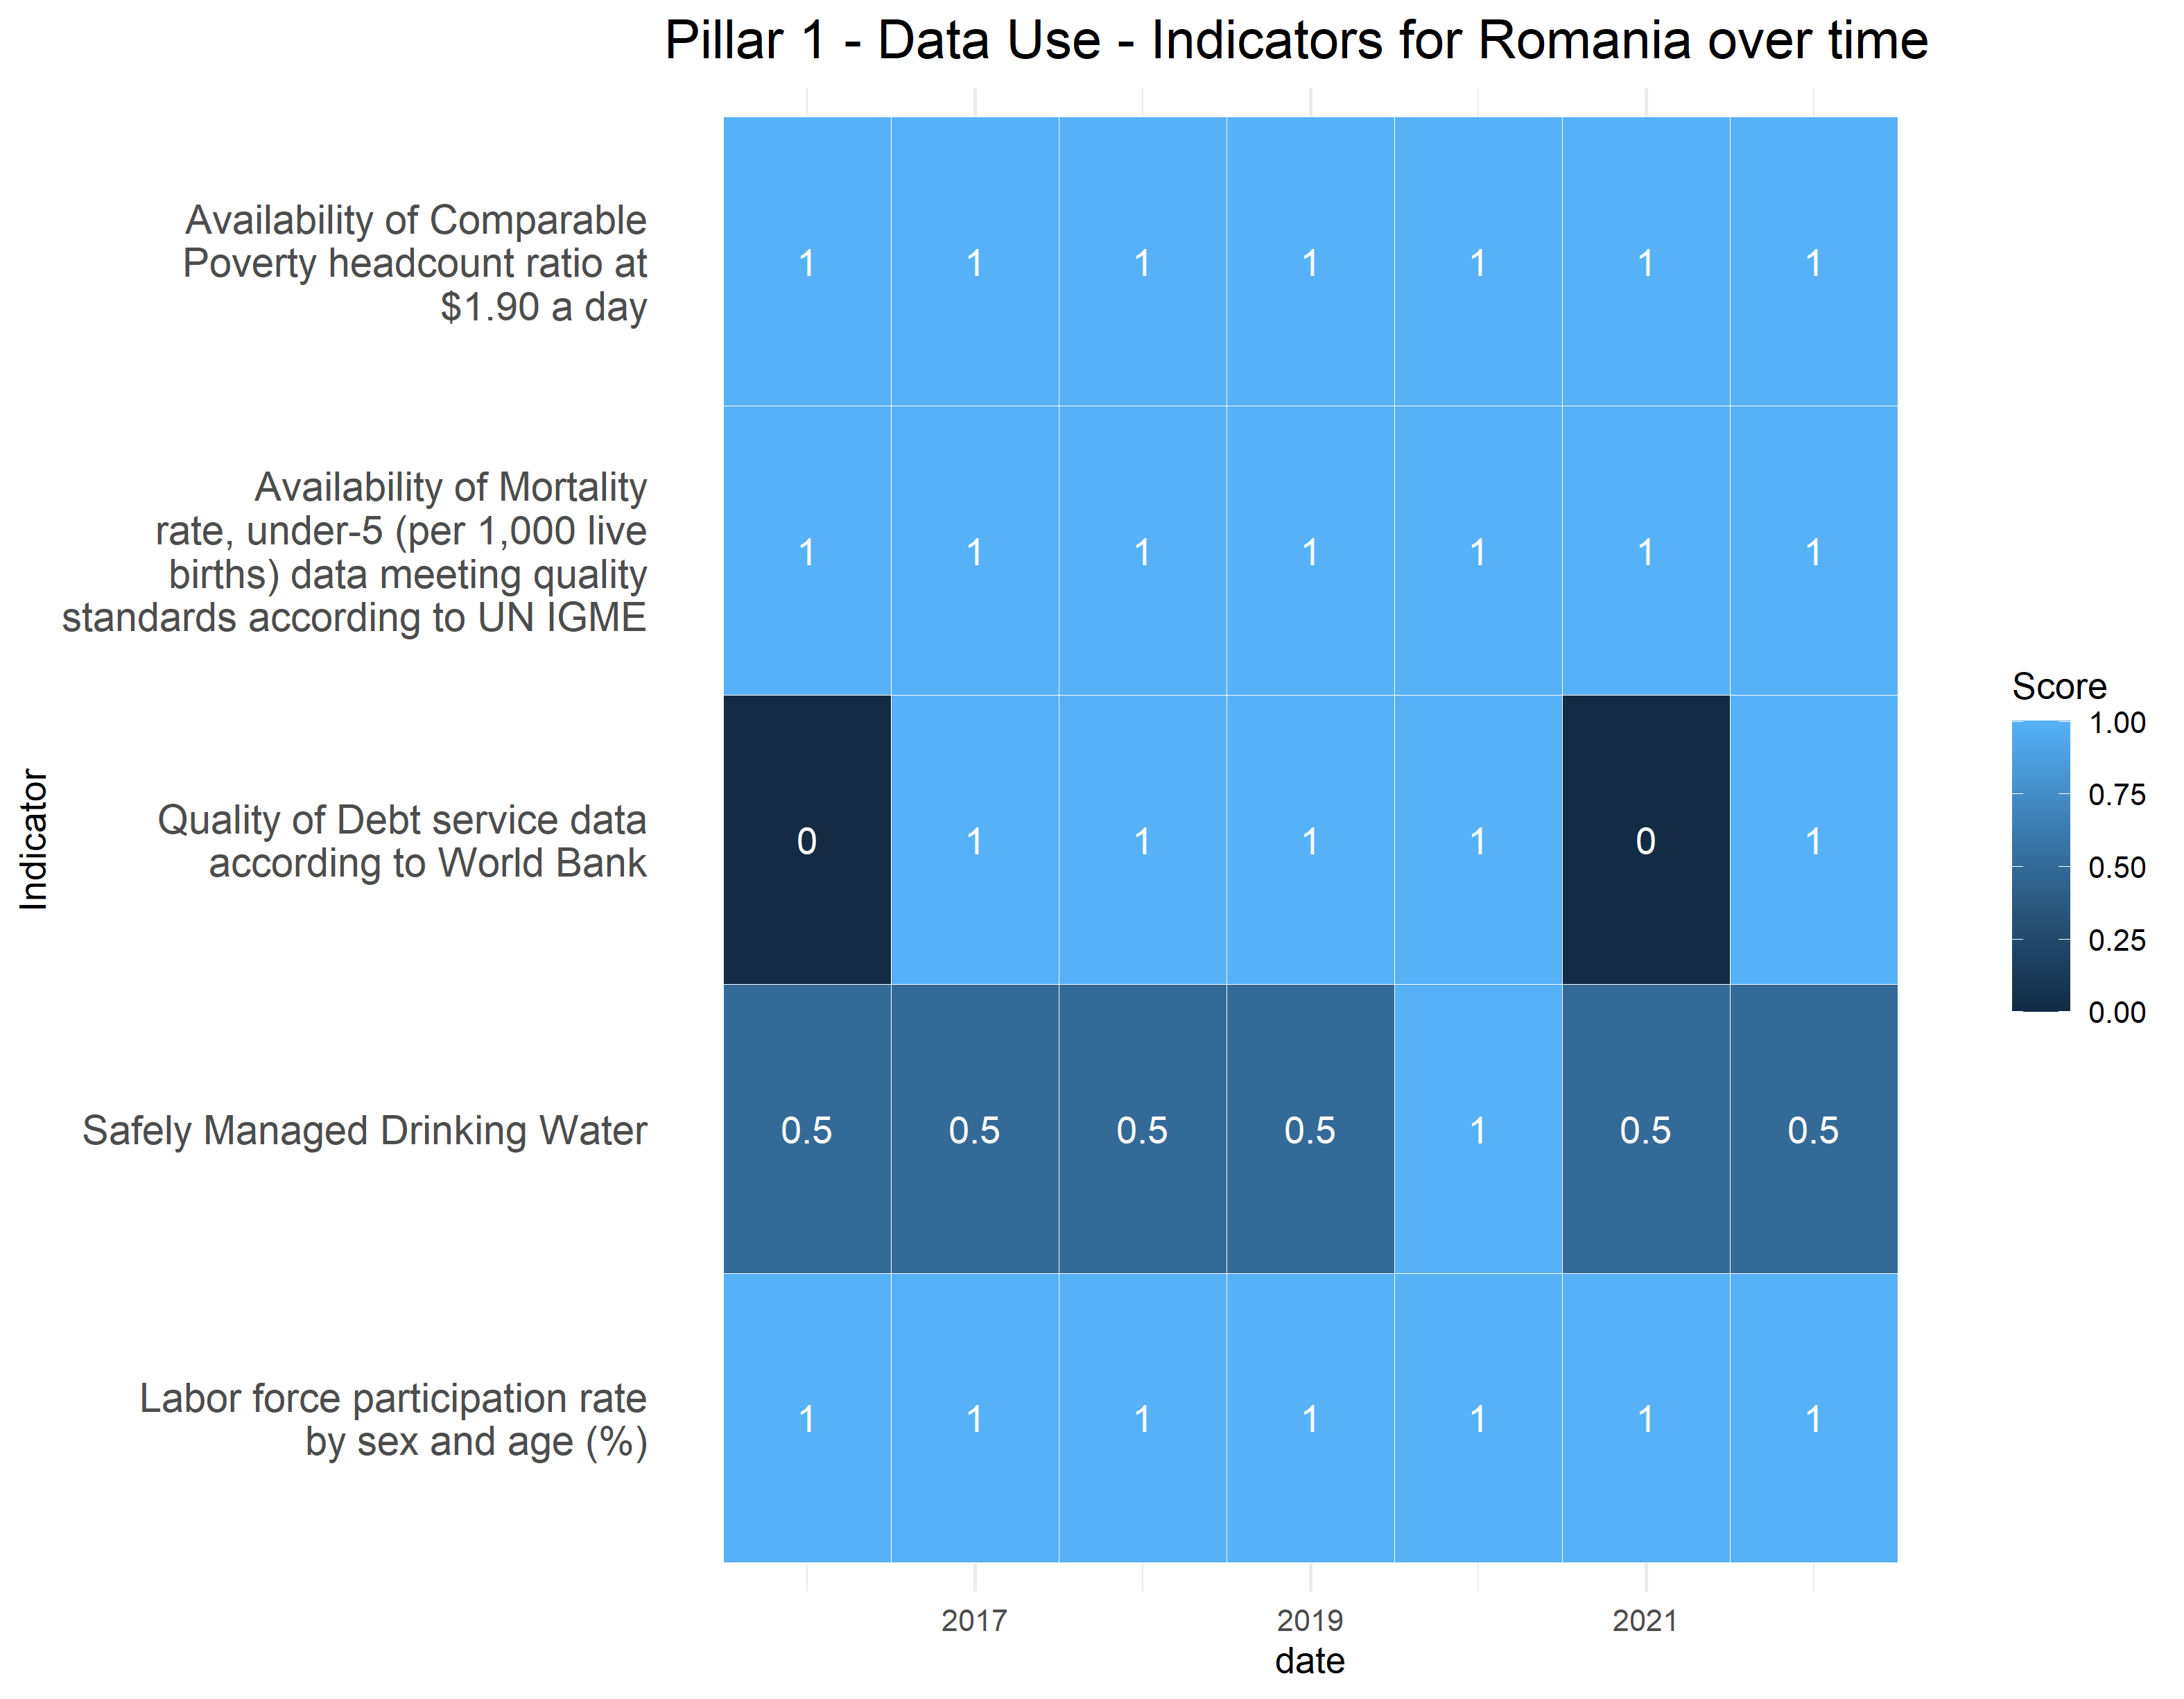 Pillar 1 - Data Use - Indicators for Romania over time
Availability of Comparable
Poverty headcount ratio at
$1.90 a day
1 1 1 1 1 1 1
Availability of Mortality
rate, under-5 (per 1,000 live
births) data meeting quality
standards according to UN IGME
1 1 1 1 1 1 1
Quality of Debt service data
according to World Bank
0 1 1 1 1 0 1
Safely Managed Drinking Water
0.5 0.5 0.5 0.5 1 0.5 0.5
Labor force participation rate
by sex and age (%)
1 1 1 1 1 1 1
Indicator
2017 2019 2021
date
Score
1.00
0.75
0.50
0.25
0.00